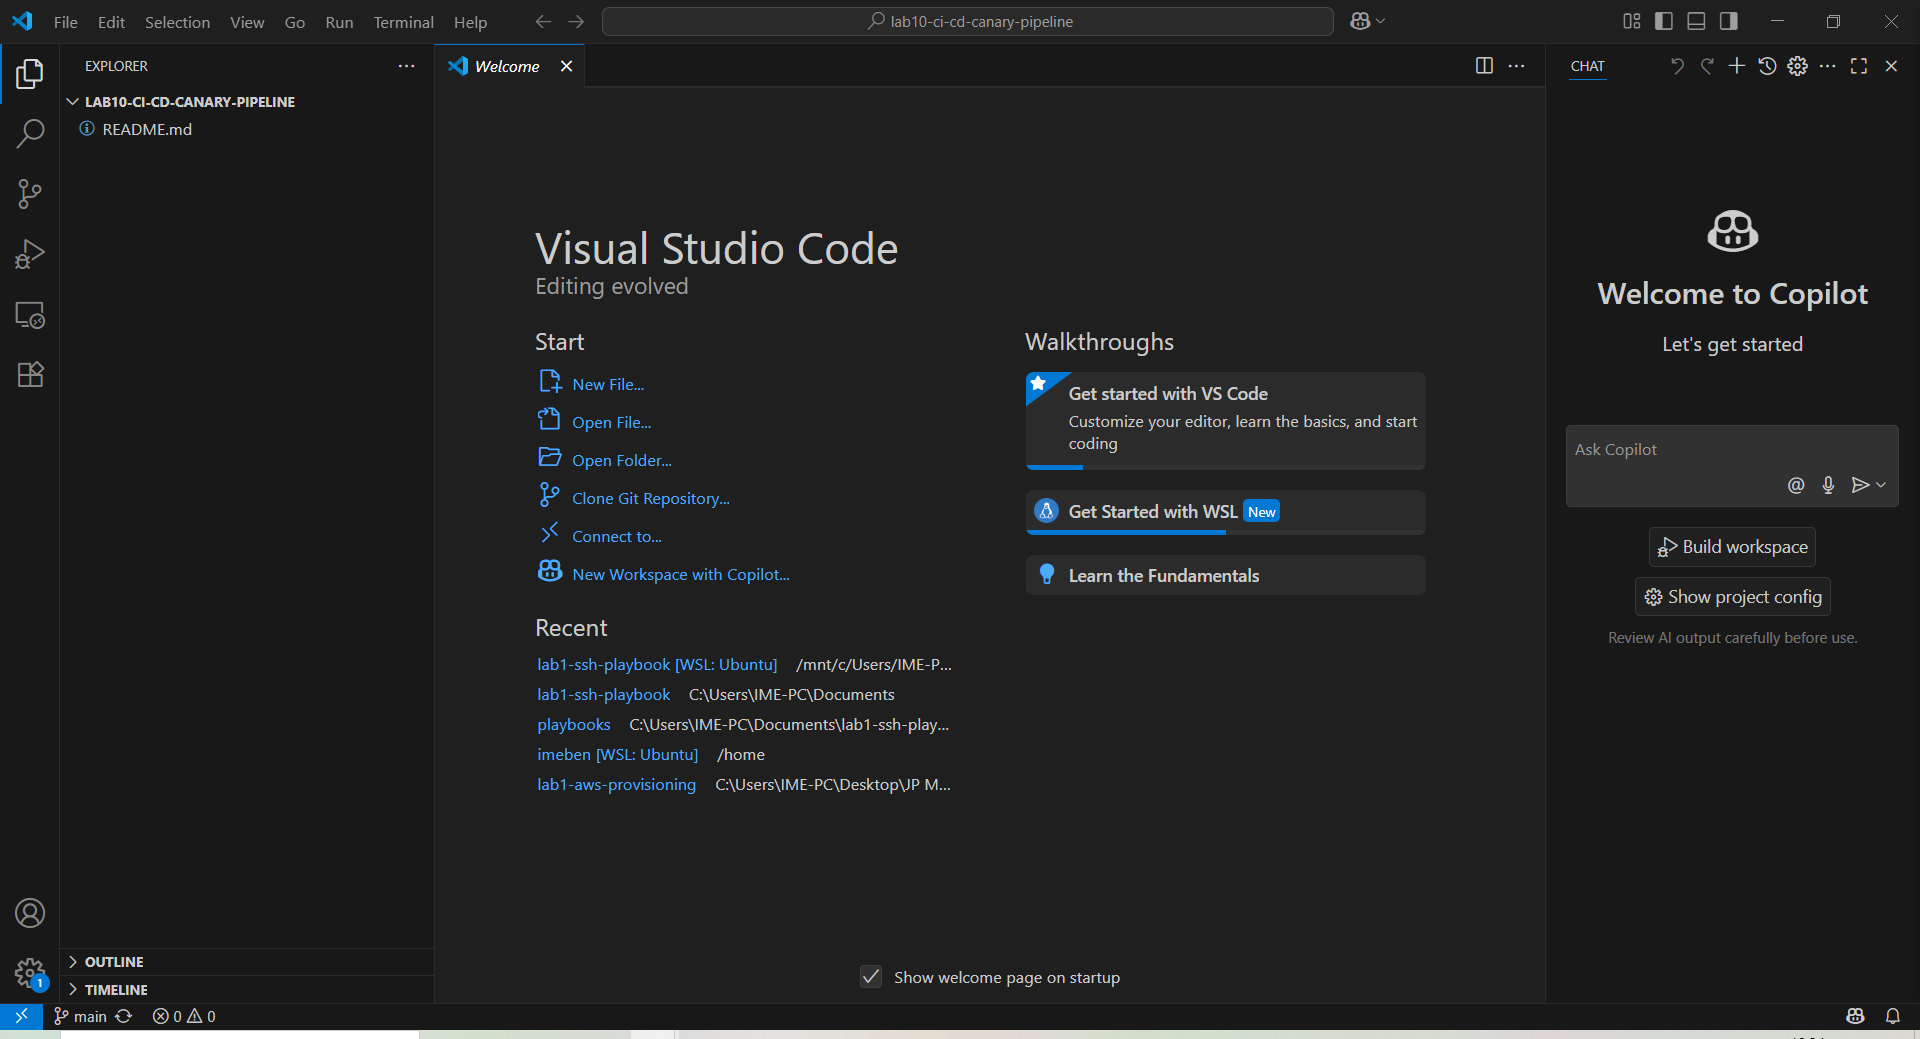 File Edit Selection View Go Run Terminal Help
lab10-ci-cd-canary-pipeline
EXPLORER
LAB10-CI-CD-CANARY-PIPELINE
README.md
OUTLINE
TIMELINE
Welcome
Visual Studio Code
Editing evolved
Start
New File...
Open File...
Open Folder...
Clone Git Repository...
Connect to...
New Workspace with Copilot...
Recent
lab1-ssh-playbook [WSL: Ubuntu] /mnt/c/Users/IME-P...
lab1-ssh-playbook C:\Users\IME-PC\Documents
playbooks C:\Users\IME-PC\Documents\lab1-ssh-play...
imeben [WSL: Ubuntu] /home
lab1-aws-provisioning C:\Users\IME-PC\Desktop\JP M...
Walkthroughs
Get started with VS Code
Customize your editor, learn the basics, and start
coding
Get Started with WSL New
Learn the Fundamentals
Show welcome page on startup
CHAT
Welcome to Copilot
Let's get started
Ask Copilot
@
Build workspace
Show project config
Review AI output carefully before use.
1
main 0 0